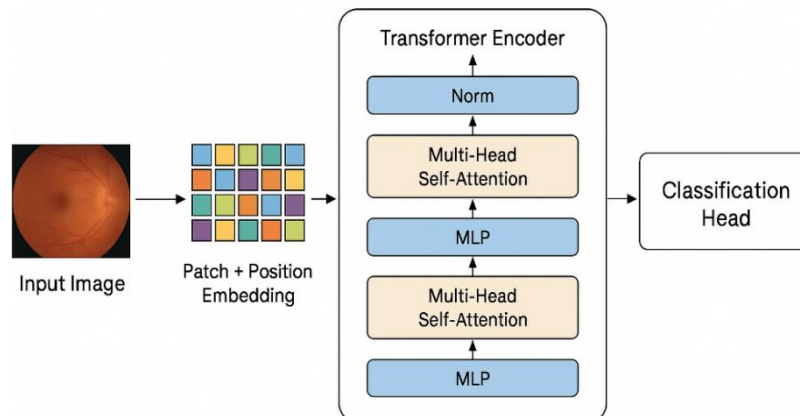 Input Image
Patch + Position
Embedding
Transformer Encoder
Norm
Multi-Head
Self-Attention
MLP
Multi-Head
Self-Attention
MLP
Classification
Head